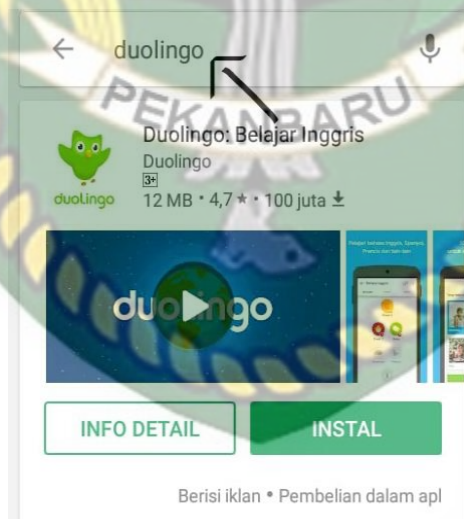 duolingo
PEKANBARU
Duolingo: Belajar Inggris
Duolingo
3+
12 MB • 4,7 ★ • 100 juta
duolingo
duolingo
INFO DETAIL
INSTAL
Berisi iklan • Pembelian dalam apl